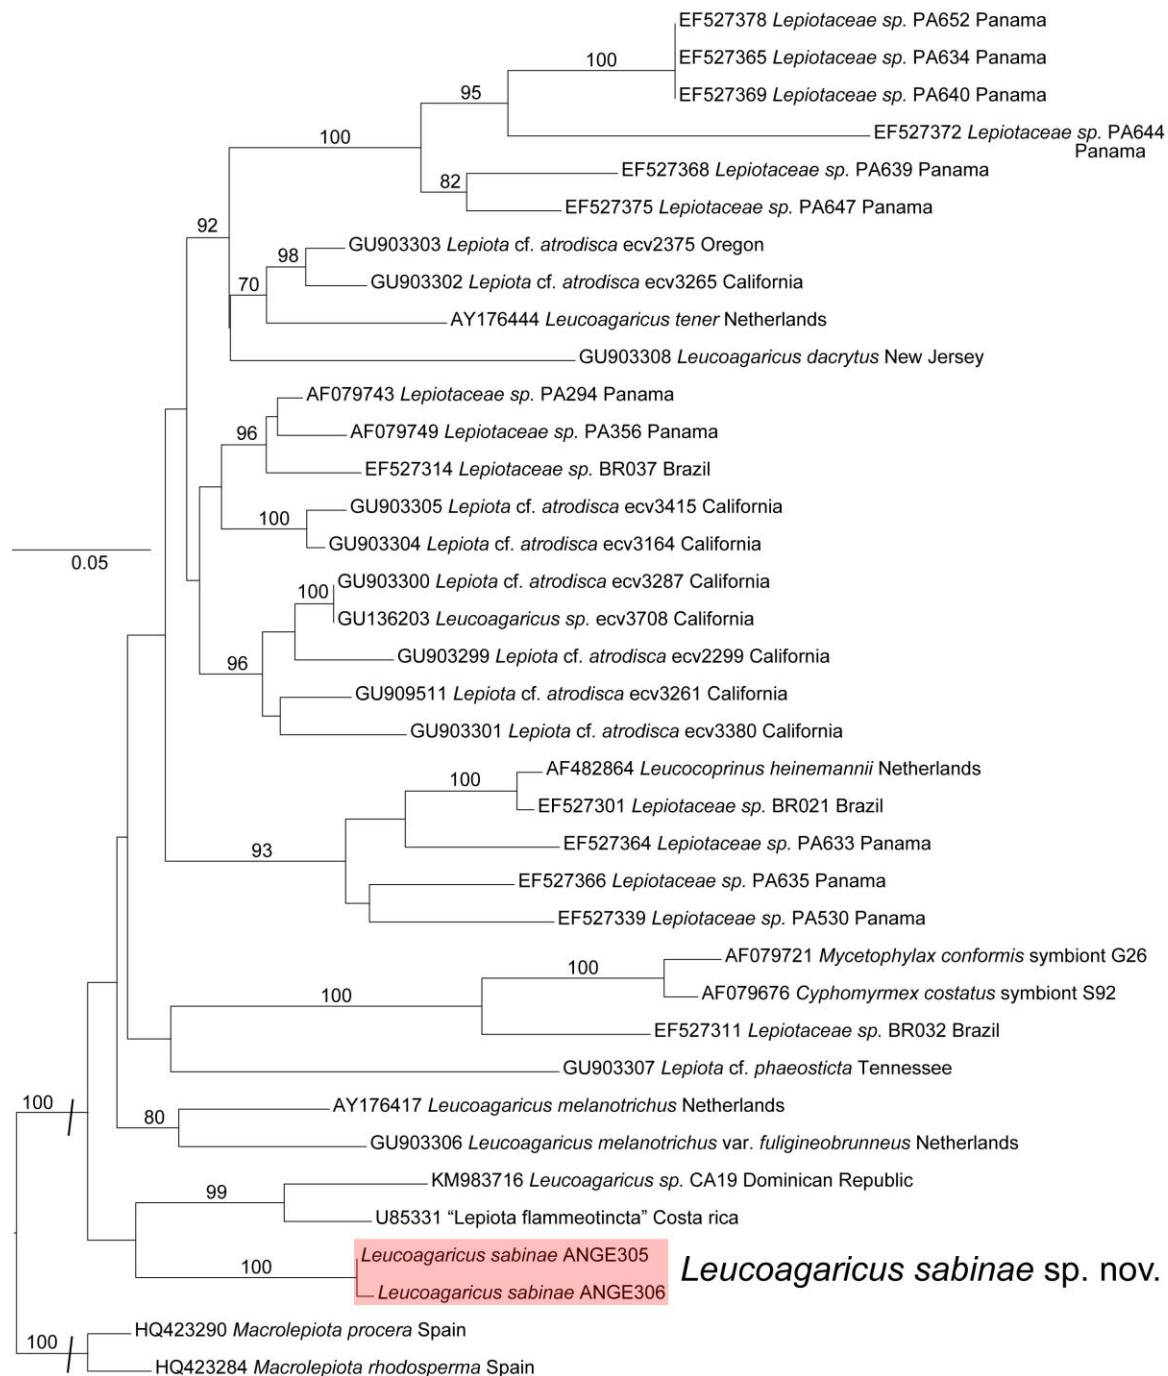 EF527378 Lepiotaceae sp. PA652 Panama
100
EF527365 Lepiotaceae sp. PA634 Panama
95
EF527369 Lepiotaceae sp. PA640 Panama
100
EF527372 Lepiotaceae sp. PA644
Panama
EF527368 Lepiotaceae sp. PA639 Panama
82
EF527375 Lepiotaceae sp. PA647 Panama
92
GU903303 Lepiota cf. atrodisca ecv2375 Oregon
98
GU903302 Lepiota cf. atrodisca ecv3265 California
70
AY176444 Leucoagaricus tener Netherlands
GU903308 Leucoagaricus dacrytus New Jersey
AF079743 Lepiotaceae sp. PA294 Panama
96
AF079749 Lepiotaceae sp. PA356 Panama
EF527314 Lepiotaceae sp. BR037 Brazil
GU903305 Lepiota cf. atrodisca ecv3415 California
100
GU903304 Lepiota cf. atrodisca ecv3164 California
0.05
GU903300 Lepiota cf. atrodisca ecv3287 California
100
GU136203 Leucoagaricus sp. ecv3708 California
GU903299 Lepiota cf. atrodisca ecv2299 California
96
GU909511 Lepiota cf. atrodisca ecv3261 California
GU903301 Lepiota cf. atrodisca ecv3380 California
AF482864 Leucocoprinus heinemannii Netherlands
100
EF527301 Lepiotaceae sp. BR021 Brazil
EF527364 Lepiotaceae sp. PA633 Panama
93
EF527366 Lepiotaceae sp. PA635 Panama
EF527339 Lepiotaceae sp. PA530 Panama
AF079721 Mycetophylax conformis symbiont G26
100
AF079676 Cyphomyrmex costatus symbiont S92
100
EF527311 Lepiotaceae sp. BR032 Brazil
GU903307 Lepiota cf. phaeosticta Tennessee
100
AY176417 Leucoagaricus melanotrichus Netherlands
80
GU903306 Leucoagaricus melanotrichus var. fuligineobrunneus Netherlands
KM983716 Leucoagaricus sp. CA19 Dominican Republic
99
U85331 “Lepiota flammeotincta” Costa rica
Leucoagaricus sabinae ANGE305
100
Leucoagaricus sabinae ANGE306
Leucoagaricus sabinae sp. nov.
HQ423290 Macrolepiota procera Spain
100
HQ423284 Macrolepiota rhodosperma Spain